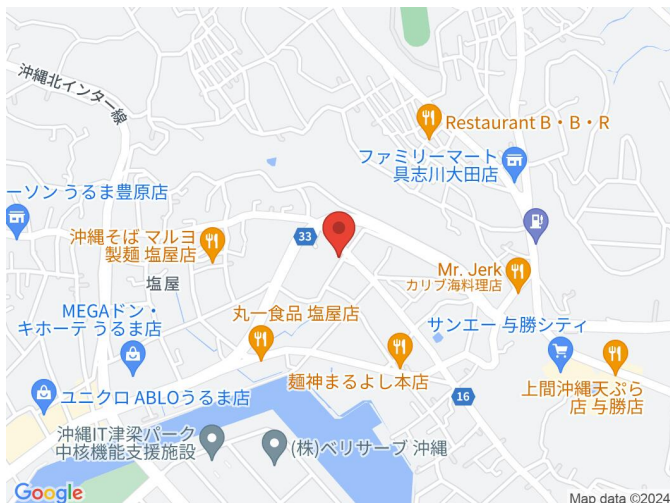 沖縄北インター線
Restaurant B・B・R
ファミリーマート
具志川大田店
ーソン うるま豊原店
沖縄そば マルヨ
製麺 塩屋店
33
Mr. Jerk
カリブ海料理店
塩屋
丸一食品 塩屋店
MEGAドン・
キホーテ うるま店
サンエー 与勝シティ
麺神まるよし本店
上間沖縄天ぷら
店 与勝店
ユニクロ ABLOうるま店
16
沖縄IT津梁パーク
中核機能支援施設
(株)ベリサーブ 沖縄
Google
Map data ©2024